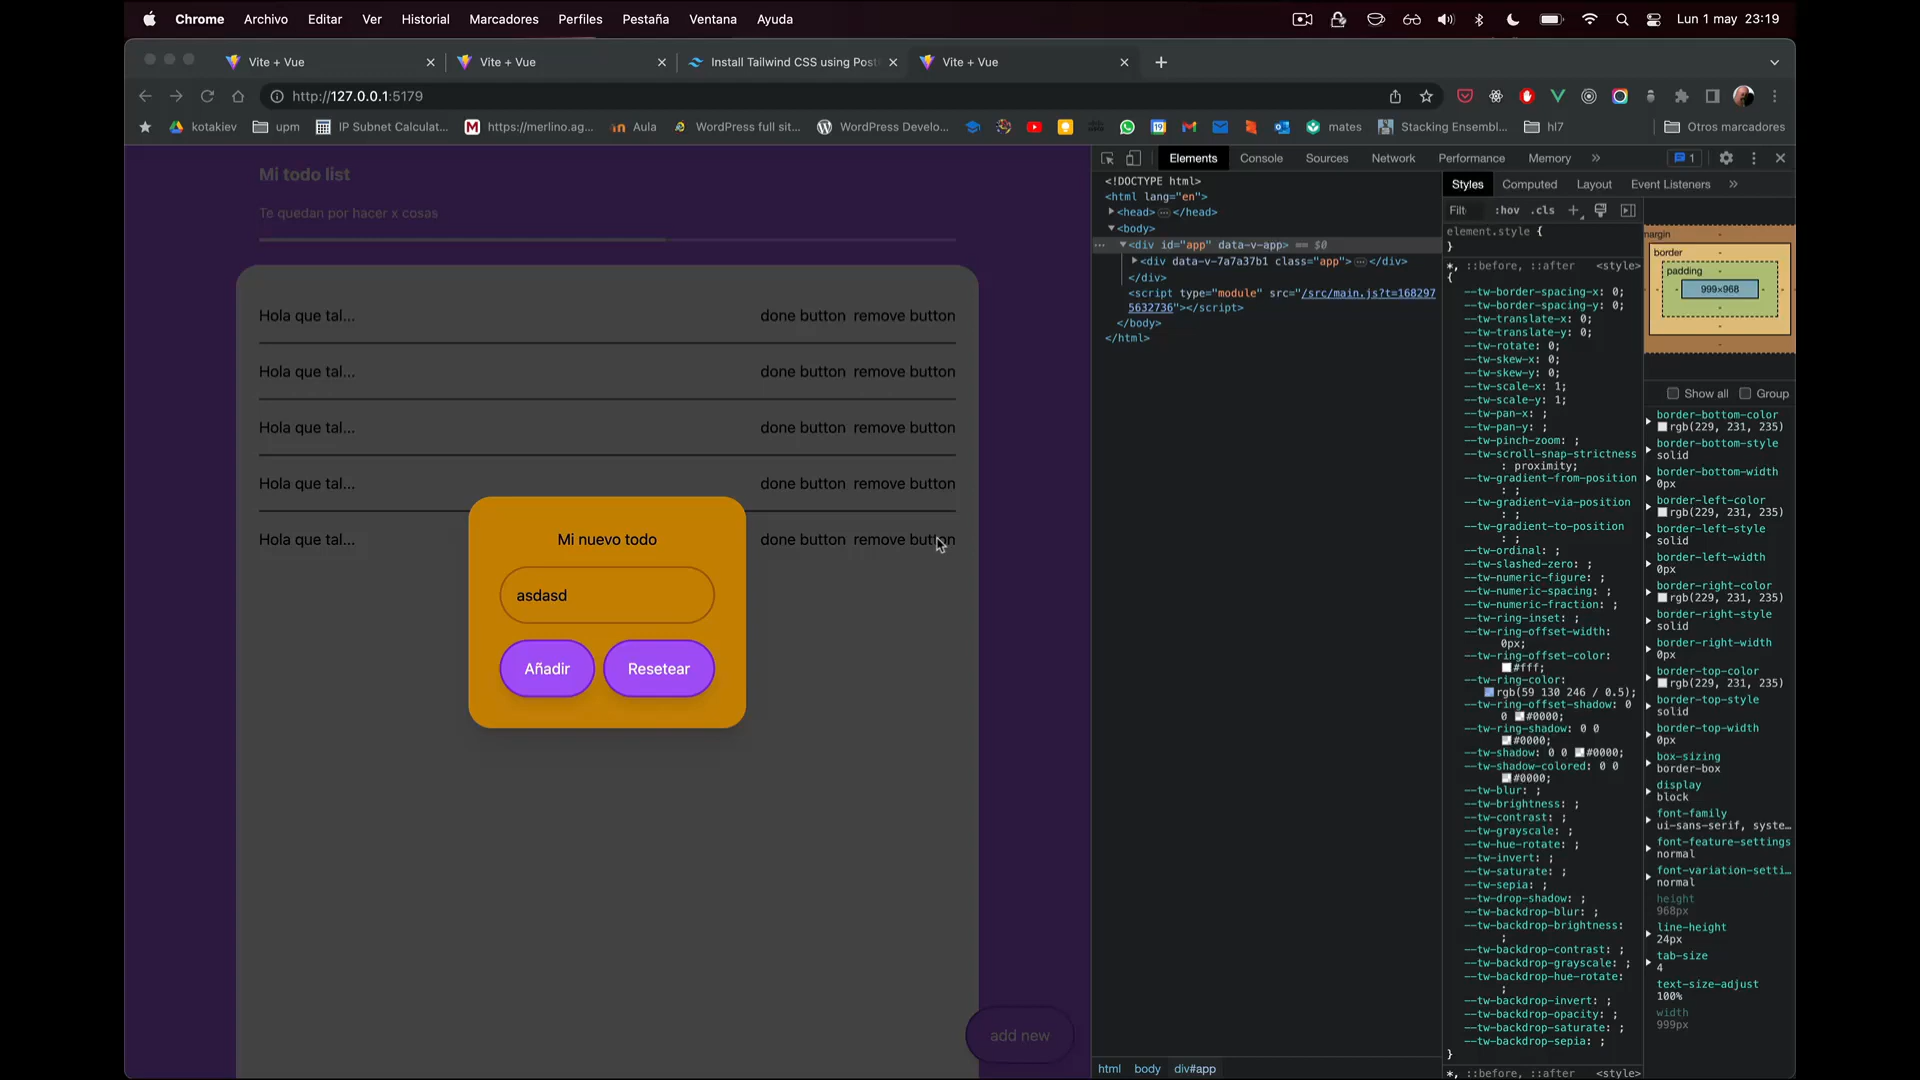 Chrome Archivo Editar Ver Historial Marcadores Perfiles Pestaña Ventana Ayuda Lun 1 may 23:19
Vite + Vue Vite + Vue Install Tailwind CSS using Post Vite + Vue
http://127.0.0.1:5179
kotakiev upm IP Subnet Calculat... https://merlino.ag... Aula WordPress full sit... WordPress Develo... mates Stacking Ensembl... hl7 Otros marcadores
Mi todo list
Te quedan por hacer x cosas
Hola que tal... done button remove button
Hola que tal... done button remove button
Hola que tal... done button remove button
Hola que tal... done button remove button
Hola que tal... done button remove button
Mi nuevo todo
asdasd
Añadir Resetear
add new
Elements Console Sources Network Performance Memory » 1
<!DOCTYPE html>
<html lang="en">
<head> </head>
<body>
<div id="app" data-v-app> == $0
<div data-v-7a7a37b1 class="app"> </div>
</div>
<script type="module" src="/src/main.js?t=168297
5632736"></script>
</body>
</html>
html body div#app
Styles Computed Layout Event Listeners »
Filt :hov .cls +
element.style {
}
*, ::before, ::after <style>
{
--tw-border-spacing-x: 0;
--tw-border-spacing-y: 0;
--tw-translate-x: 0;
--tw-translate-y: 0;
--tw-rotate: 0;
--tw-skew-x: 0;
--tw-skew-y: 0;
--tw-scale-x: 1;
--tw-scale-y: 1;
--tw-pan-x: ;
--tw-pan-y: ;
--tw-pinch-zoom: ;
--tw-scroll-snap-strictness
: proximity;
--tw-gradient-from-position
: ;
--tw-gradient-via-position
: ;
--tw-gradient-to-position
: ;
--tw-ordinal: ;
--tw-slashed-zero: ;
--tw-numeric-figure: ;
--tw-numeric-spacing: ;
--tw-numeric-fraction: ;
--tw-ring-inset: ;
--tw-ring-offset-width:
0px;
--tw-ring-offset-color:
#fff;
--tw-ring-color:
rgb(59 130 246 / 0.5);
--tw-ring-offset-shadow: 0
0 #0000;
--tw-ring-shadow: 0 0
#0000;
--tw-shadow: 0 0 #0000;
--tw-shadow-colored: 0 0
#0000;
--tw-blur: ;
--tw-brightness: ;
--tw-contrast: ;
--tw-grayscale: ;
--tw-hue-rotate: ;
--tw-invert: ;
--tw-saturate: ;
--tw-sepia: ;
--tw-drop-shadow: ;
--tw-backdrop-blur: ;
--tw-backdrop-brightness:
;
--tw-backdrop-contrast: ;
--tw-backdrop-grayscale: ;
--tw-backdrop-hue-rotate:
;
--tw-backdrop-invert: ;
--tw-backdrop-opacity: ;
--tw-backdrop-saturate: ;
--tw-backdrop-sepia: ;
}
*, ::before, ::after <style>
margin -
border -
padding -
999×968
Show all Group
border-bottom-color
rgb(229, 231, 235)
border-bottom-style
solid
border-bottom-width
0px
border-left-color
rgb(229, 231, 235)
border-left-style
solid
border-left-width
0px
border-right-color
rgb(229, 231, 235)
border-right-style
solid
border-right-width
0px
border-top-color
rgb(229, 231, 235)
border-top-style
solid
border-top-width
0px
box-sizing
border-box
display
block
font-family
ui-sans-serif, syste...
font-feature-settings
normal
font-variation-setti...
normal
height
968px
line-height
24px
tab-size
4
text-size-adjust
100%
width
999px